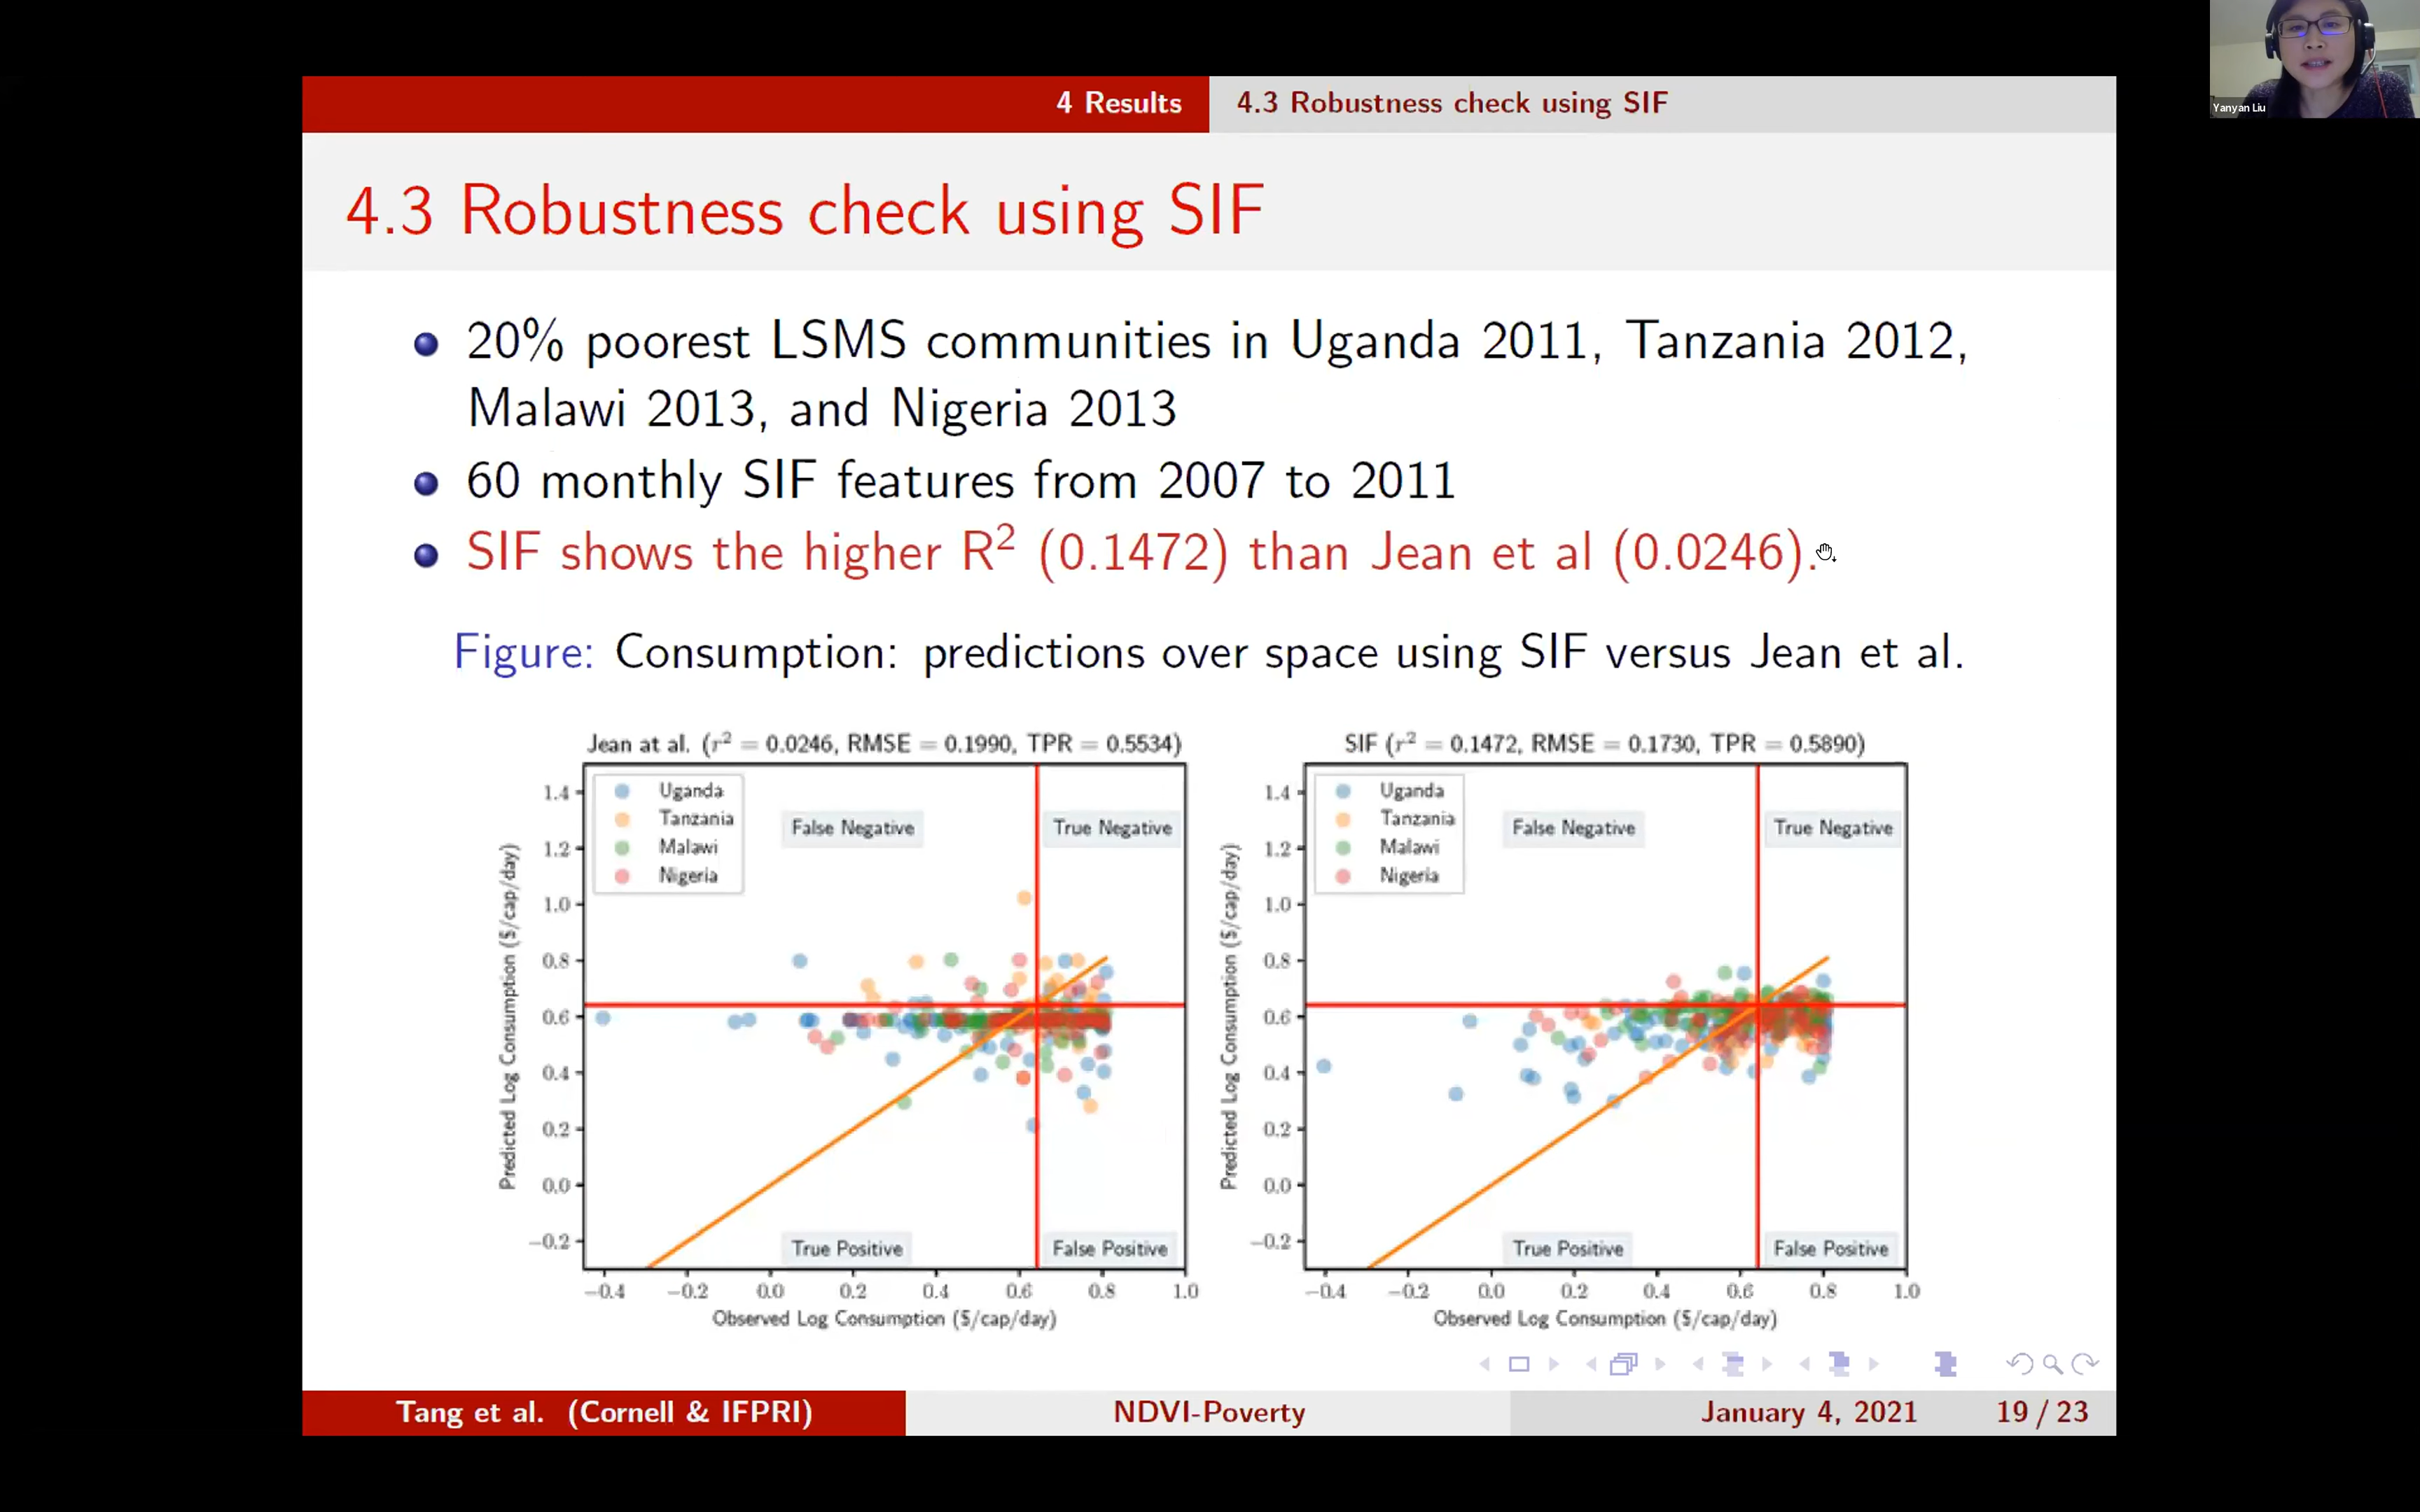 Yanyan Liu
4 Results
4.3 Robustness check using SIF
4.3 Robustness check using SIF
20% poorest LSMS communities in Uganda 2011, Tanzania 2012,
Malawi 2013, and Nigeria 2013
60 monthly SIF features from 2007 to 2011
SIF shows the higher R² (0.1472) than Jean et al (0.0246).
Figure: Consumption: predictions over space using SIF versus Jean et al.
Jean at al. (r² = 0.0246, RMSE = 0.1990, TPR = 0.5534)
Uganda
Tanzania
Malawi
Nigeria
False Negative
True Negative
True Positive
False Positive
1.4
1.2
1.0
0.8
0.6
0.4
0.2
0.0
−0.2
Predicted Log Consumption ($/cap/day)
−0.4 −0.2 0.0 0.2 0.4 0.6 0.8 1.0
Observed Log Consumption ($/cap/day)
SIF (r² = 0.1472, RMSE = 0.1730, TPR = 0.5890)
Uganda
Tanzania
Malawi
Nigeria
False Negative
True Negative
True Positive
False Positive
1.4
1.2
1.0
0.8
0.6
0.4
0.2
0.0
−0.2
Predicted Log Consumption ($/cap/day)
−0.4 −0.2 0.0 0.2 0.4 0.6 0.8 1.0
Observed Log Consumption ($/cap/day)
Tang et al. (Cornell & IFPRI)
NDVI-Poverty
January 4, 2021
19 / 23